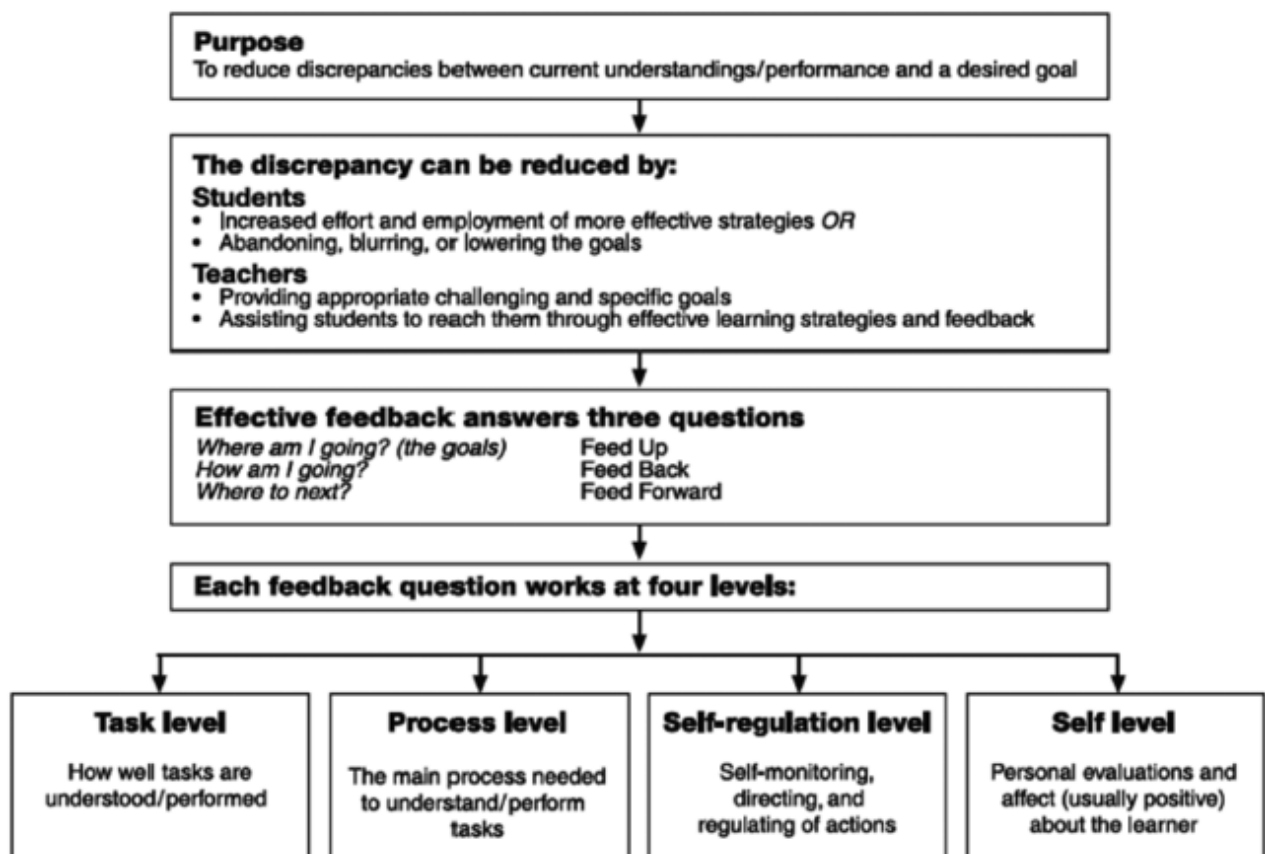 Purpose
To reduce discrepancies between current understandings/performance and a desired goal
The discrepancy can be reduced by:
Students
• Increased effort and employment of more effective strategies OR
• Abandoning, blurring, or lowering the goals
Teachers
• Providing appropriate challenging and specific goals
• Assisting students to reach them through effective learning strategies and feedback
Effective feedback answers three questions
Where am I going? (the goals) Feed Up
How am I going? Feed Back
Where to next? Feed Forward
Each feedback question works at four levels:
Task level
How well tasks are
understood/performed
Process level
The main process needed
to understand/perform
tasks
Self-regulation level
Self-monitoring,
directing, and
regulating of actions
Self level
Personal evaluations and
affect (usually positive)
about the learner